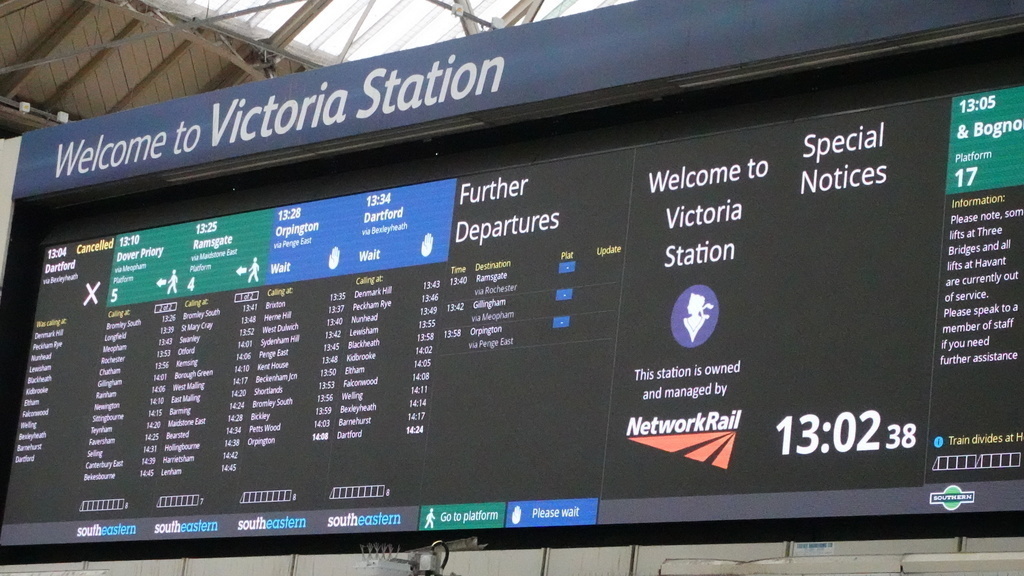 Welcome to Victoria Station
13:04 Cancelled
Dartford
via Bexleyheath
Was calling at:
Denmark Hill
Peckham Rye
Nunhead
Lewisham
Blackheath
Kidbrooke
Eltham
Falconwood
Welling
Bexleyheath
Barnehurst
Dartford
13:10
Dover Priory
via Meopham
Platform
5
Calling at:
1 of 2
Bromley South 13:26
Longfield 13:39
Meopham 13:43
Rochester 13:53
Chatham 13:56
Gillingham 14:01
Rainham 14:06
Newington 14:10
Sittingbourne 14:15
Teynham 14:20
Faversham 14:25
Selling 14:31
Canterbury East 14:39
Bekesbourne 14:45
8
southeastern
13:25
Ramsgate
via Maidstone East
Platform
4
Calling at:
1 of 2
Bromley South 13:41
St Mary Cray 13:48
Swanley 13:52
Otford 14:01
Kemsing 14:06
Borough Green 14:10
West Malling 14:17
East Malling 14:20
Barming 14:24
Maidstone East 14:28
Bearsted 14:34
Hollingbourne 14:38
Harrietsham 14:42
Lenham 14:45
7
southeastern
13:28
Orpington
via Penge East
Wait
Calling at:
Brixton 13:35
Herne Hill 13:37
West Dulwich 13:40
Sydenham Hill 13:42
Penge East 13:45
Kent House 13:48
Beckenham Jcn 13:50
Shortlands 13:53
Bromley South 13:56
Bickley 13:59
Petts Wood 14:03
Orpington 14:08
8
southeastern
13:34
Dartford
via Bexleyheath
Wait
Calling at:
Denmark Hill 13:43
Peckham Rye 13:46
Nunhead 13:49
Lewisham 13:55
Blackheath 13:58
Kidbrooke 14:02
Eltham 14:05
Falconwood 14:08
Welling 14:11
Bexleyheath 14:14
Barnehurst 14:17
Dartford 14:24
8
southeastern
Further
Departures
Time Destination Plat Update
13:40 Ramsgate -
via Rochester
13:42 Gillingham -
via Meopham
13:58 Orpington -
via Penge East
Go to platform
Please wait
Welcome to
Victoria
Station
This station is owned
and managed by
NetworkRail
Special
Notices
13:02 38
13:05
& Bogno
Platform
17
Information:
Please note, som
lifts at Three
Bridges and all
lifts at Havant
are currently out
of service.
Please speak to a
member of staff
if you need
further assistance
Train divides at H
SOUTHERN